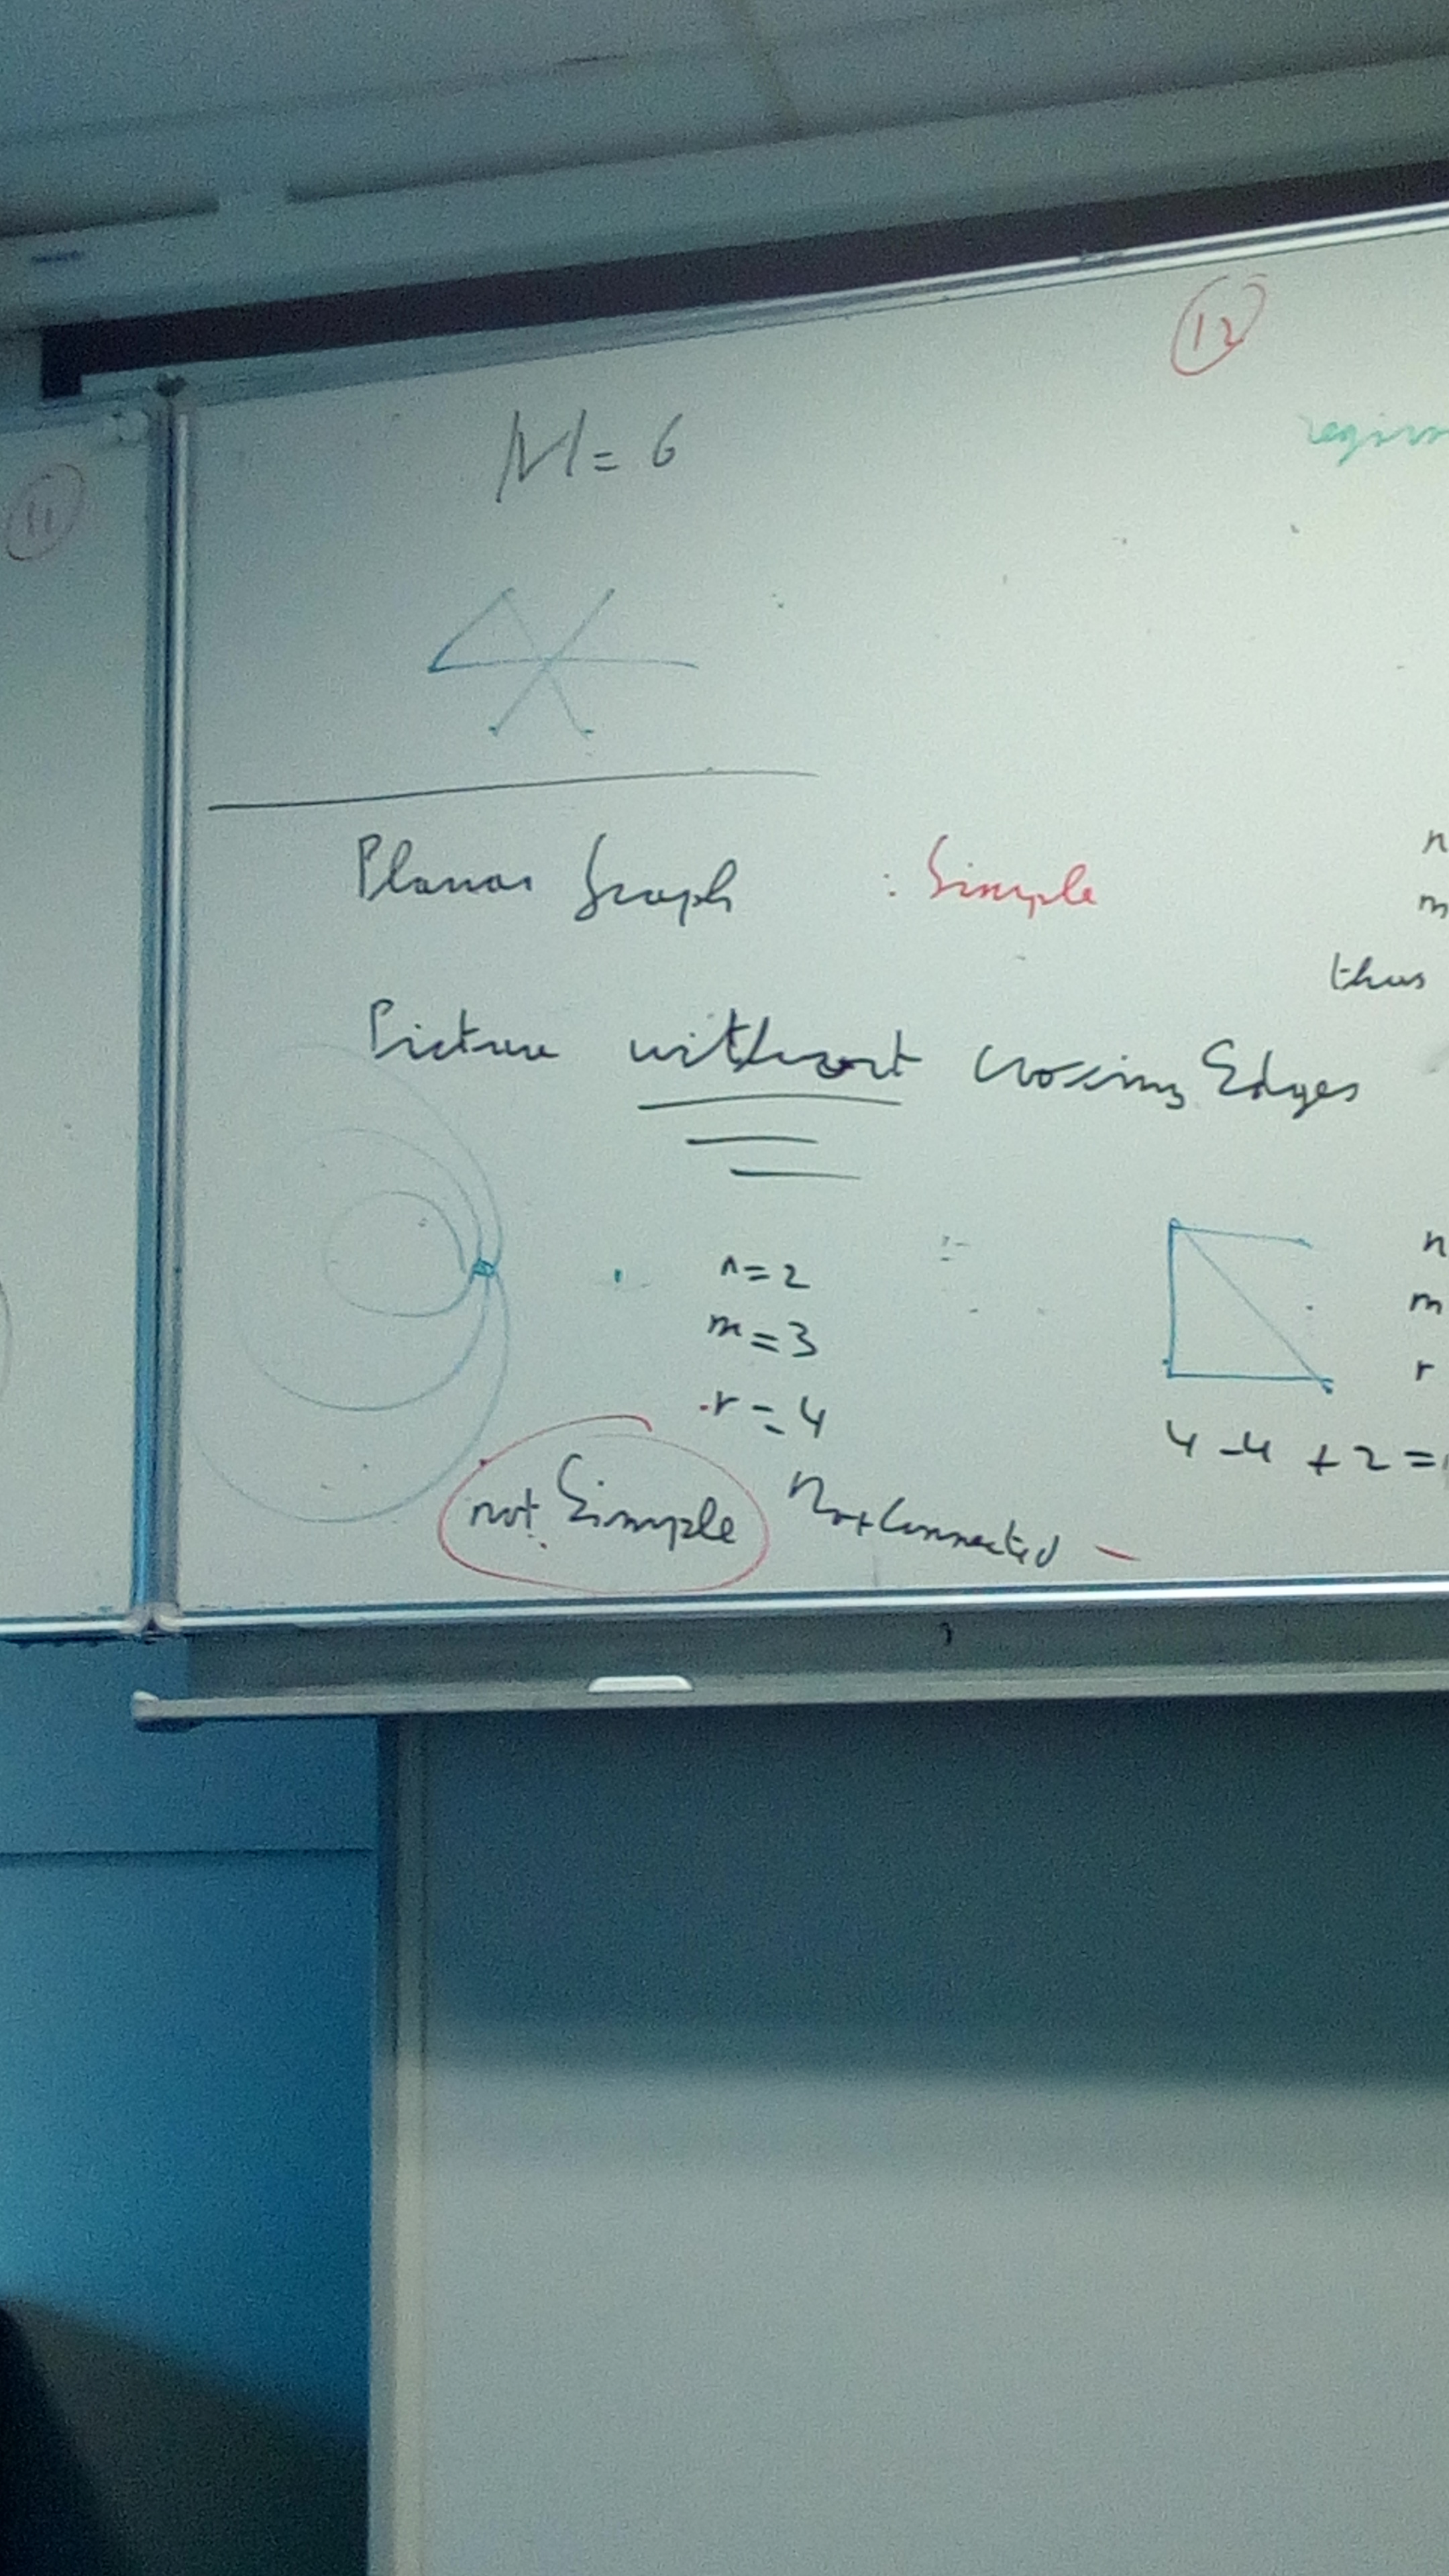 11
12
M = 6
Planar Graph : Simple
Picture without crossing Edges
n = 2
m = 3
r = 4
not Simple Not Connected
n
m
thus
n
m
r
4 - 4 + 2 =